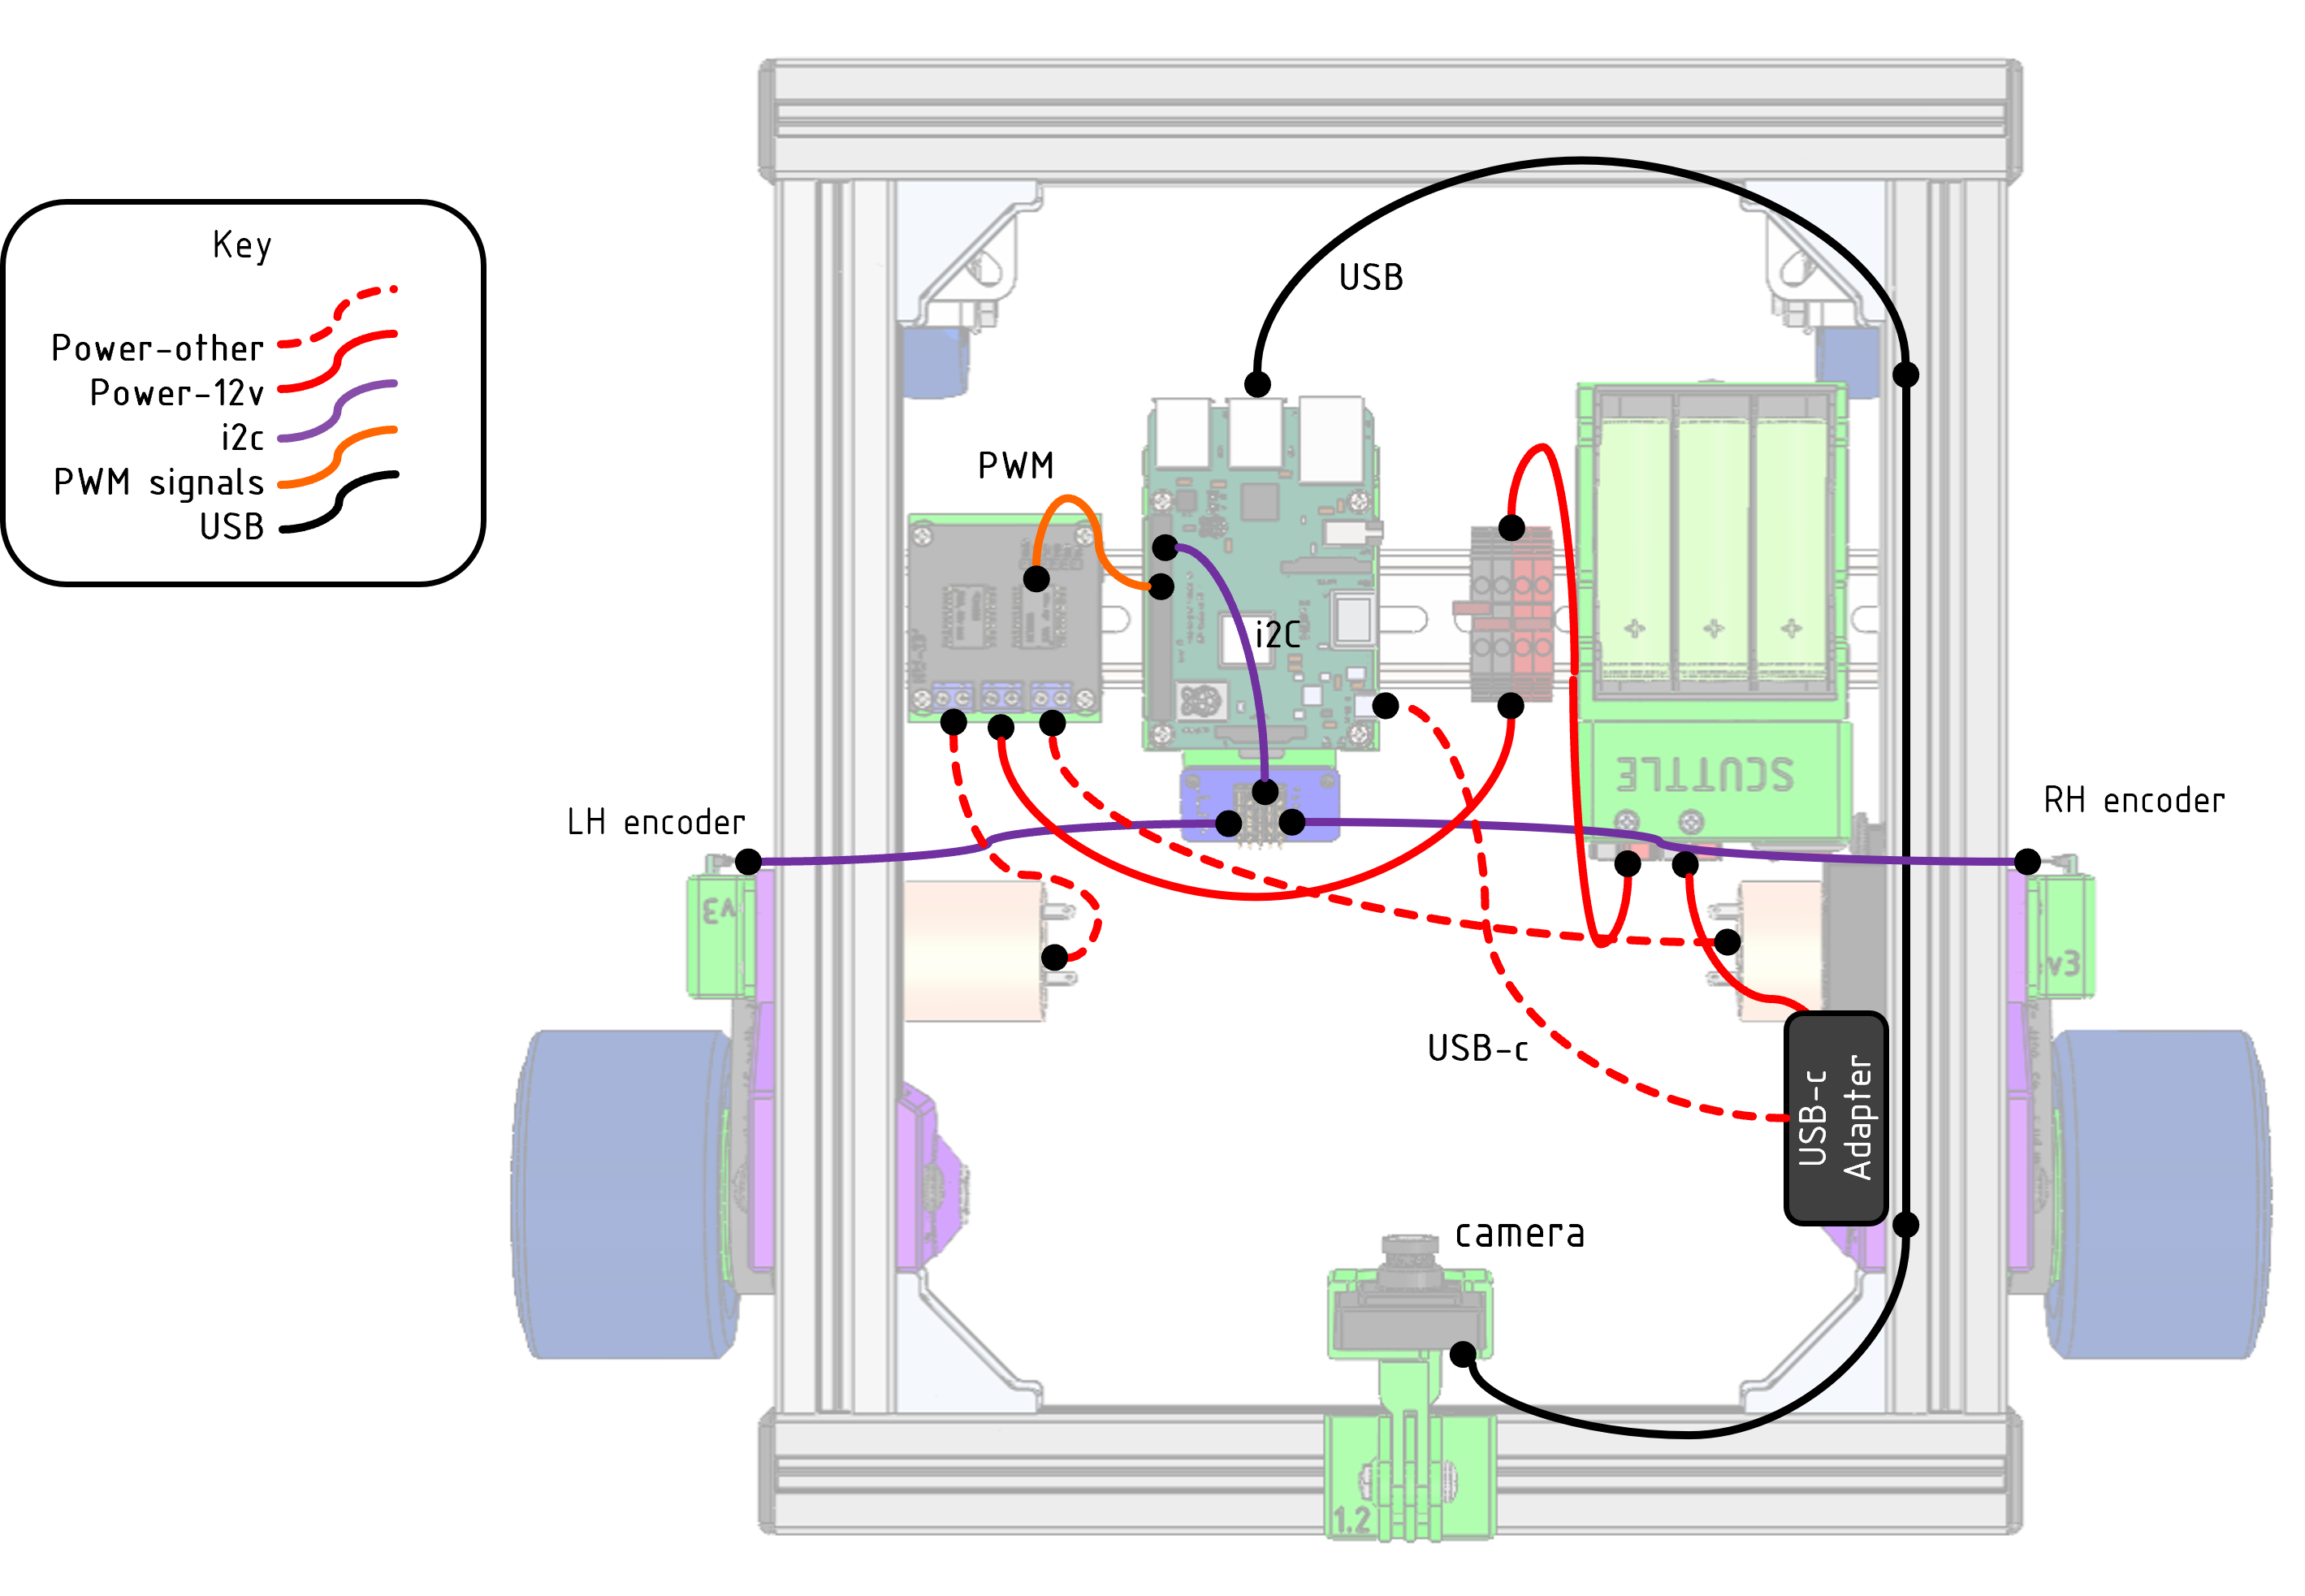 Key
Power-other
Power-12v
i2c
PWM signals
USB
USB
PWM
i2C
SCUTTLE
LH encoder
RH encoder
v3
v3
USB-c
USB-c
Adapter
camera
1.2